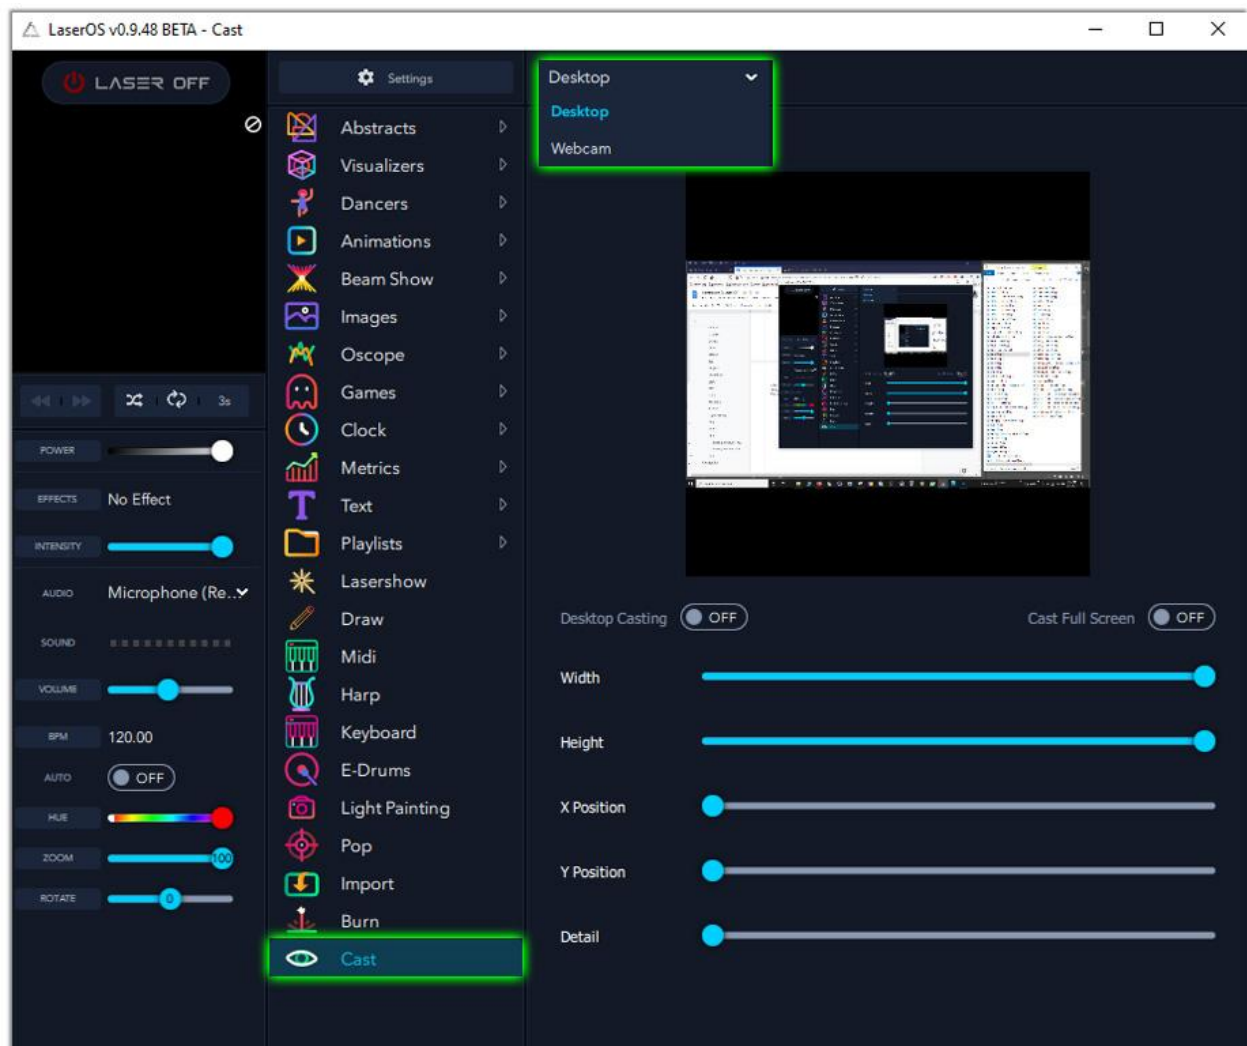 LaserOS v0.9.48 BETA - Cast
LASER OFF
3s
POWER
EFFECTS No Effect
INTENSITY
AUDIO Microphone (Re...
SOUND
VOLUME
BPM 120.00
AUTO OFF
HUE
ZOOM 100
ROTATE 0
Settings
Abstracts
Visualizers
Dancers
Animations
Beam Show
Images
Oscope
Games
Clock
Metrics
Text
Playlists
Lasershow
Draw
Midi
Harp
Keyboard
E-Drums
Light Painting
Pop
Import
Burn
Cast
Desktop
Desktop
Webcam
Desktop Casting OFF Cast Full Screen OFF
Width
Height
X Position
Y Position
Detail